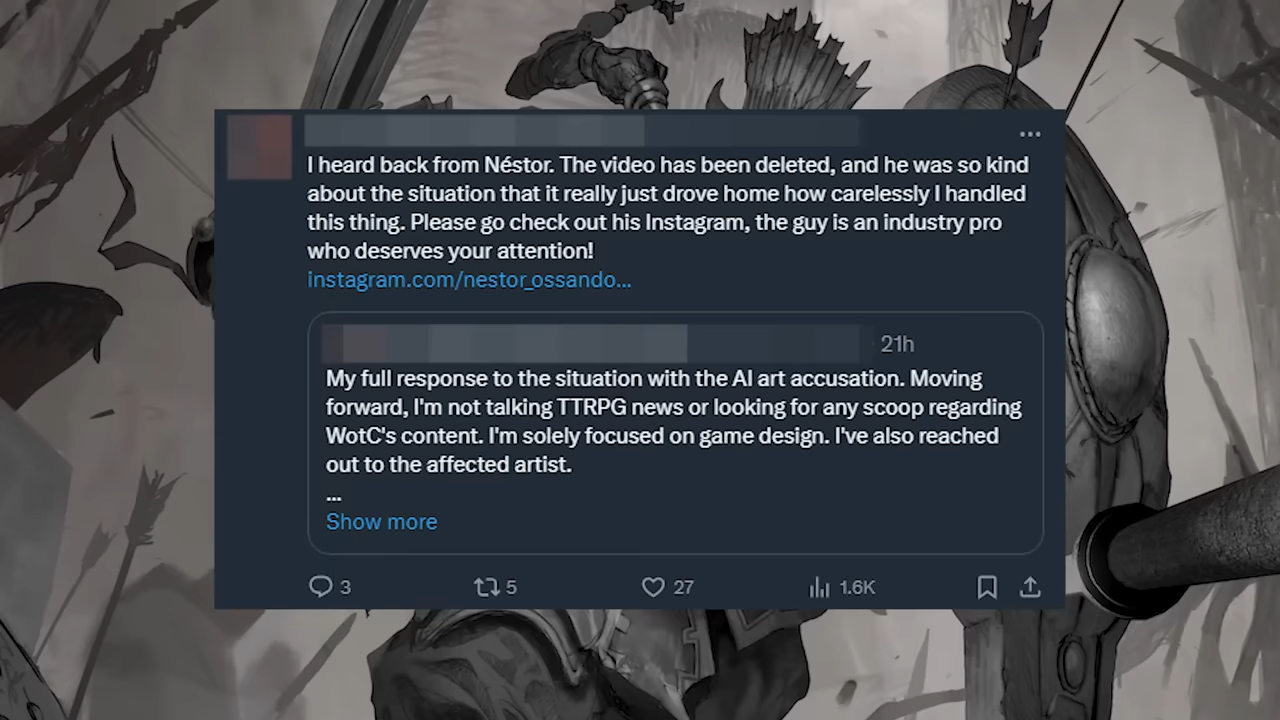 I heard back from Néstor. The video has been deleted, and he was so kind
about the situation that it really just drove home how carelessly I handled
this thing. Please go check out his Instagram, the guy is an industry pro
who deserves your attention!
instagram.com/nestor_ossando...
21h
My full response to the situation with the AI art accusation. Moving
forward, I'm not talking TTRPG news or looking for any scoop regarding
WotC's content. I'm solely focused on game design. I've also reached
out to the affected artist.
...
Show more
3 5 27 1.6K